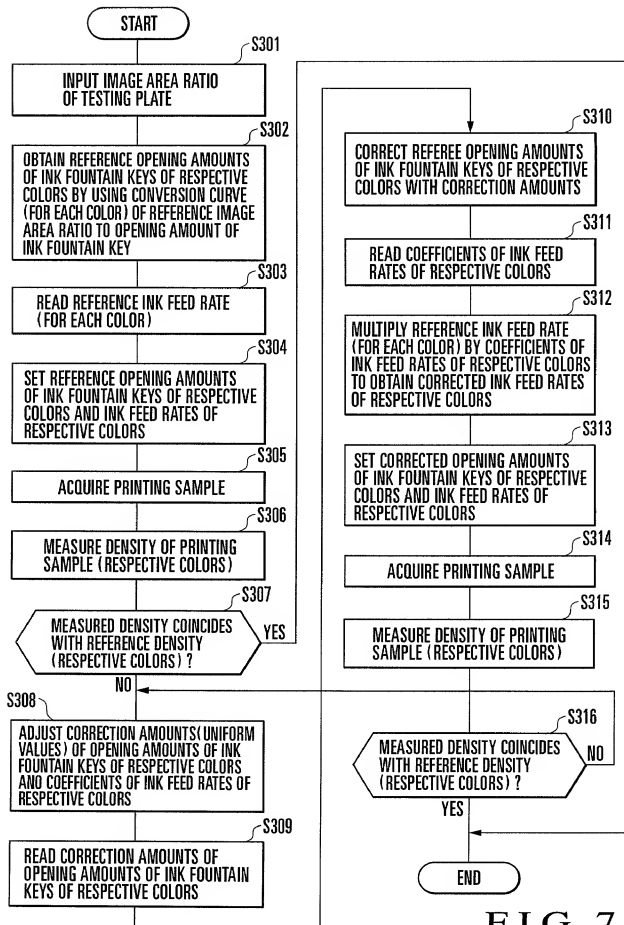 START
S301
INPUT IMAGE AREA RATIO
OF TESTING PLATE
S302
OBTAIN REFERENCE OPENING AMOUNTS
OF INK FOUNTAIN KEYS OF RESPECTIVE
COLORS BY USING CONVERSION CURVE
(FOR EACH COLOR) OF REFERENCE IMAGE
AREA RATIO TO OPENING AMOUNT OF
INK FOUNTAIN KEY
S303
READ REFERENCE INK FEED RATE
(FOR EACH COLOR)
S304
SET REFERENCE OPENING AMOUNTS
OF INK FOUNTAIN KEYS OF RESPECTIVE
COLORS AND INK FEED RATES OF
RESPECTIVE COLORS
S305
ACQUIRE PRINTING SAMPLE
S306
MEASURE DENSITY OF PRINTING
SAMPLE (RESPECTIVE COLORS)
S307
MEASURED DENSITY COINCIDES
WITH REFERENCE DENSITY
(RESPECTIVE COLORS) ?
YES
NO
S308
ADJUST CORRECTION AMOUNTS(UNIFORM
VALUES) OF OPENING AMOUNTS OF INK
FOUNTAIN KEYS OF RESPECTIVE COLORS
ANO COEFFICIENTS OF INK FEED RATES OF
RESPECTIVE COLORS
S309
READ CORRECTION AMOUNTS OF
OPENING AMOUNTS OF INK FOUNTAIN
KEYS OF RESPECTIVE COLORS
S310
CORRECT REFEREE OPENING AMOUNTS
OF INK FOUNTAIN KEYS OF RESPECTIVE
COLORS WITH CORRECTION AMOUNTS
S311
READ COEFFICIENTS OF INK FEED
RATES OF RESPECTIVE COLORS
S312
MULTIPLY REFERENCE INK FEED RATE
(FOR EACH COLOR) BY COEFFICIENTS OF
INK FEED RATES OF RESPECTIVE COLORS
TO OBTAIN CORRECTED INK FEED RATES
OF RESPECTIVE COLORS
S313
SET CORRECTED OPENING AMOUNTS
OF INK FOUNTAIN KEYS OF RESPECTIVE
COLORS AND INK FEED RATES OF
RESPECTIVE COLORS
S314
ACQUIRE PRINTING SAMPLE
S315
MEASURE DENSITY OF PRINTING
SAMPLE (RESPECTIVE COLORS)
S316
MEASURED DENSITY COINCIDES
WITH REFERENCE DENSITY
(RESPECTIVE COLORS) ?
NO
YES
END
FIG. 7